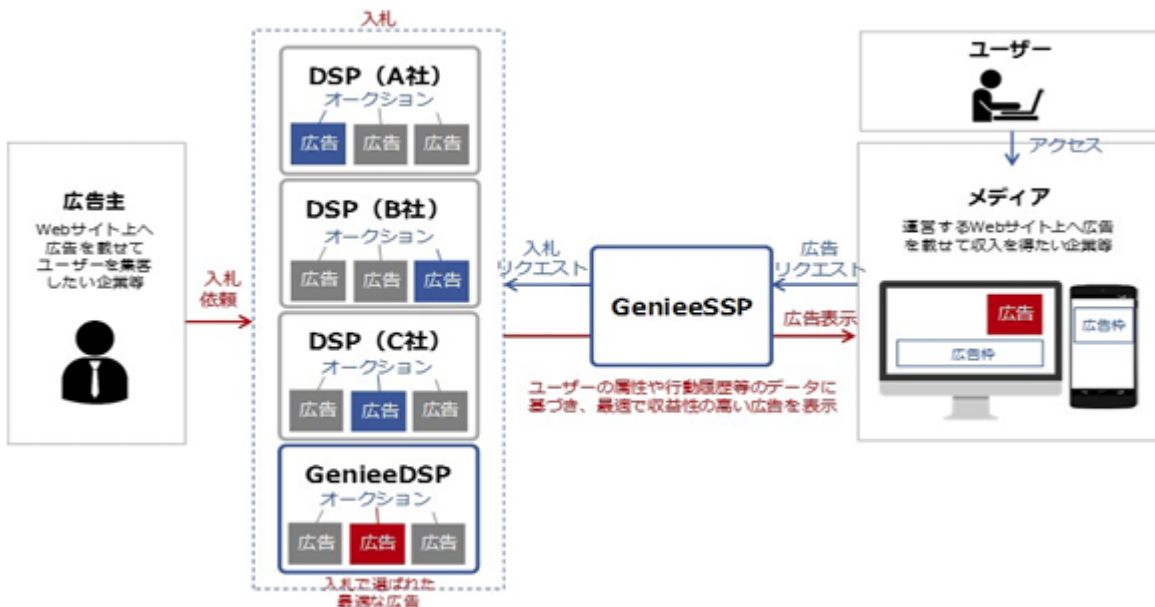 入札
DSP（A社）
オークション
広告 広告 広告
DSP（B社）
オークション
広告 広告 広告
DSP（C社）
オークション
広告 広告 広告
GenieeDSP
オークション
広告 広告 広告
入札で選ばれた
最適な広告
広告主
Webサイト上へ
広告を載せて
ユーザーを集客
したい企業等
入札
依頼
入札
リクエスト
GenieeSSP
広告
リクエスト
広告表示
ユーザーの属性や行動履歴等のデータに
基づき、最適で収益性の高い広告を表示
ユーザー
アクセス
メディア
運営するWebサイト上へ広告
を載せて収入を得たい企業等
広告
広告枠
広告枠